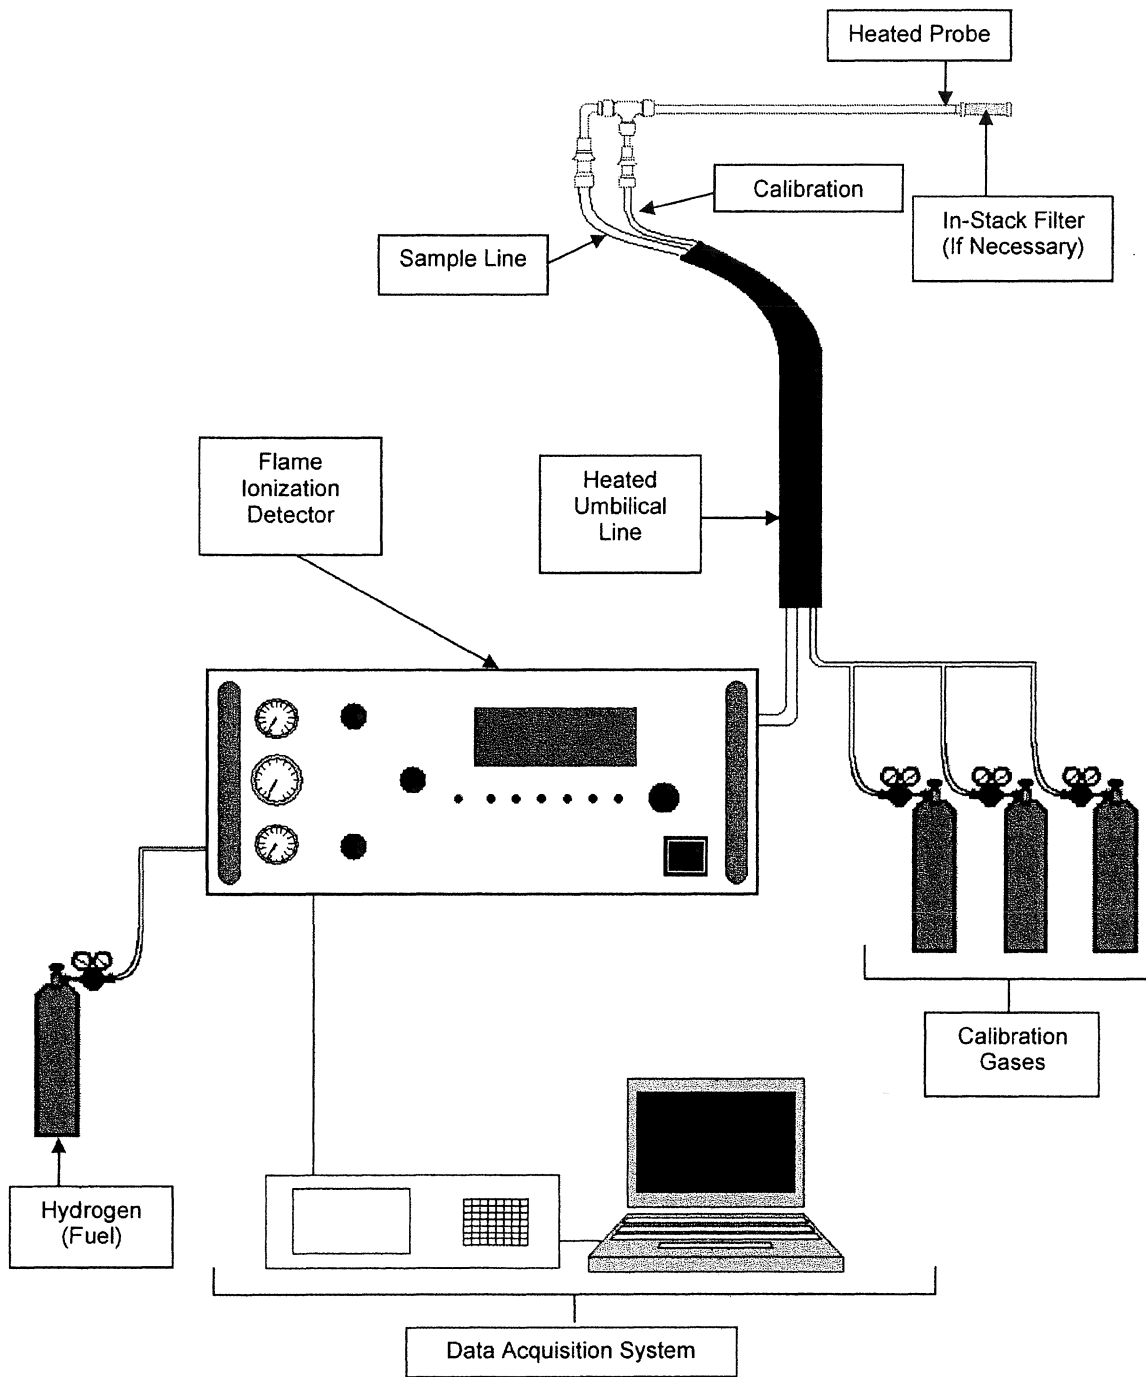 Heated Probe
Calibration
In-Stack Filter
(If Necessary)
Sample Line
Flame
Ionization
Detector
Heated
Umbilical
Line
Calibration
Gases
Hydrogen
(Fuel)
Data Acquisition System